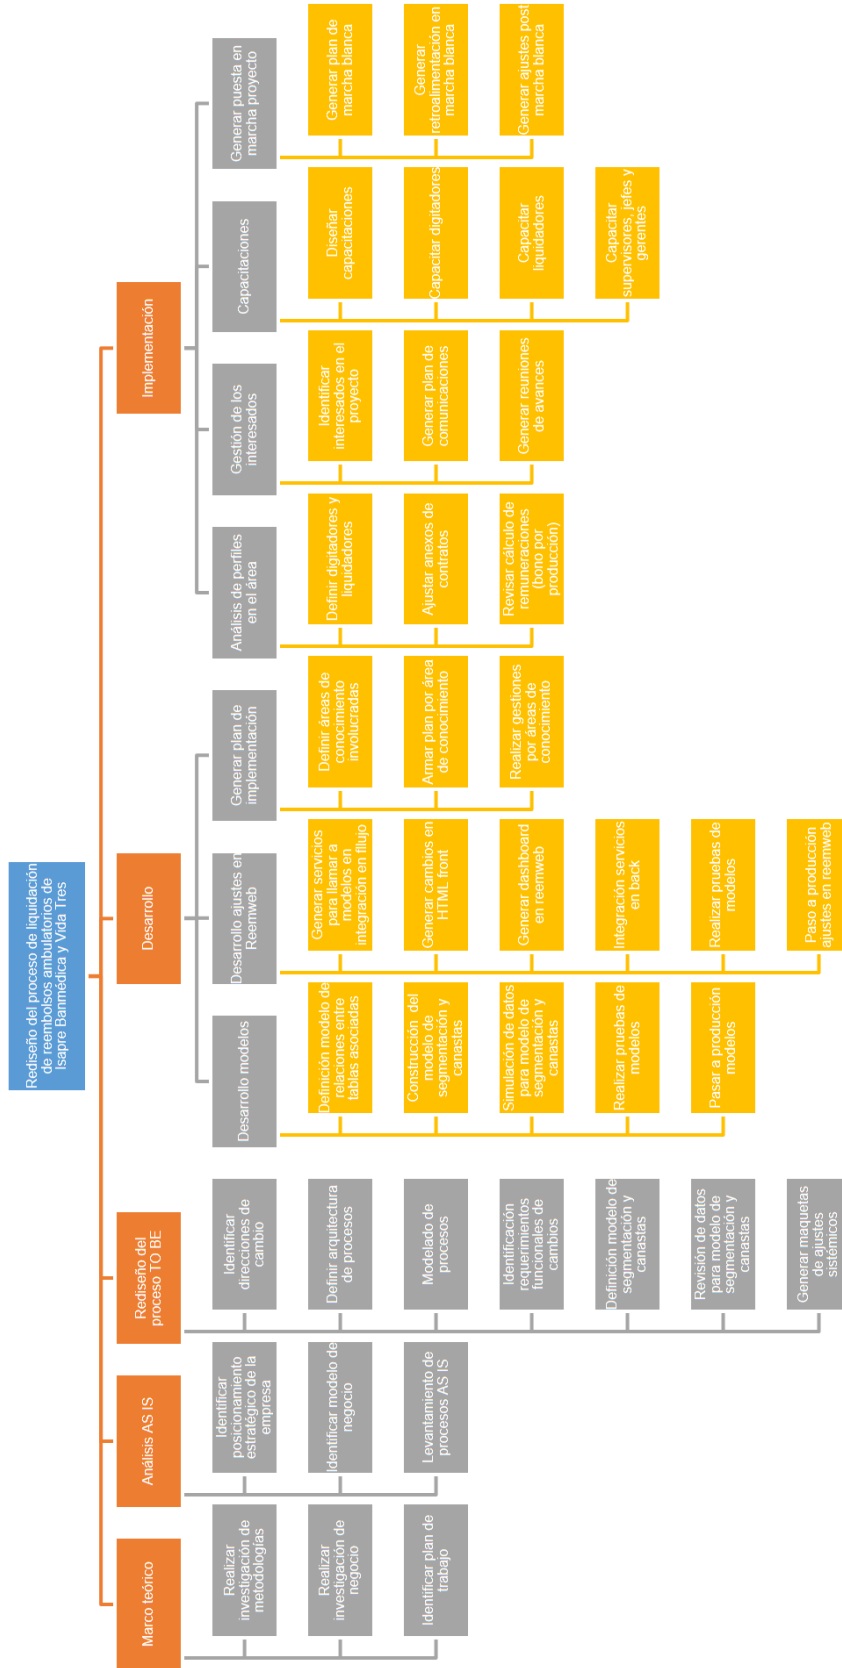 Rediseño del proceso de liquidación
de reembolsos ambulatorios de
Isapre Banmédica y Vida Tres
Marco teórico
Realizar
investigación de
metodologías
Realizar
investigación de
negocio
Identificar plan de
trabajo
Análisis AS IS
Identificar
posicionamiento
estratégico de la
empresa
Identificar modelo de
negocio
Levantamiento de
procesos AS IS
Rediseño del
proceso TO BE
Identificar
direcciones de
cambio
Definir arquitectura
de procesos
Modelado de
procesos
Identificación
requerimientos
funcionales de
cambios
Definición modelo de
segmentación y
canastas
Revisión de datos
para modelo de
segmentación y
canastas
Generar maquetas
de ajustes
sistémicos
Desarrollo
Desarrollo modelos
Definición modelo de
relaciones entre
tablas asociadas
Construcción del
modelo de
segmentación y
canastas
Simulación de datos
para modelo de
segmentación y
canastas
Realizar pruebas de
modelos
Pasar a producción
modelos
Desarrollo ajustes en
Reemweb
Generar servicios
para llamar a
modelos en
integración en fllujo
Generar cambios en
HTML front
Generar dashboard
en reemweb
Integración servicios
en back
Realizar pruebas de
modelos
Paso a producción
ajustes en reemweb
Generar plan de
implementación
Definir áreas de
conocimiento
involucradas
Armar plan por área
de conocimiento
Realizar gestiones
por áreas de
conocimiento
Implementación
Análisis de perfiles
en el área
Definir digitadores y
liquidadores
Ajustar anexos de
contratos
Revisar cálculo de
remuneraciones
(bono por
producción)
Gestión de los
interesados
Identificar
interesados en el
proyecto
Generar plan de
comunicaciones
Generar reuniones
de avances
Capacitaciones
Diseñar
capacitaciones
Capacitar digitadores
Capacitar
liquidadores
Capacitar
supervisores, jefes y
gerentes
Generar puesta en
marcha proyecto
Generar plan de
marcha blanca
Generar
retroalimentación en
marcha blanca
Generar ajustes post
marcha blanca